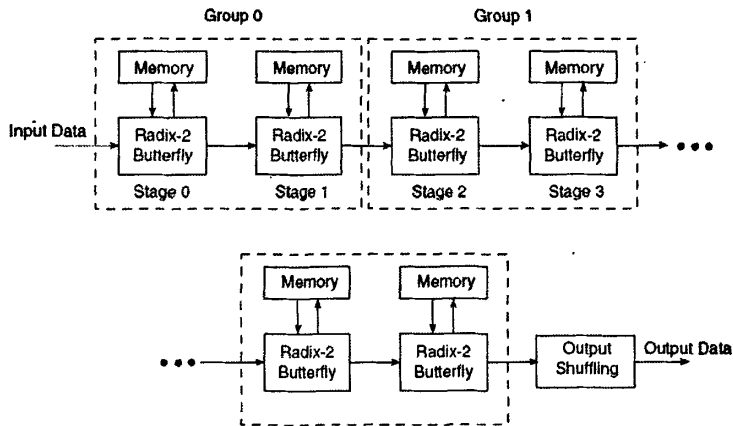 Group 0
Group 1
Memory
Memory
Memory
Memory
Input Data
Radix-2
Butterfly
Radix-2
Butterfly
Radix-2
Butterfly
Radix-2
Butterfly
Stage 0
Stage 1
Stage 2
Stage 3
Memory
Memory
Radix-2
Butterfly
Radix-2
Butterfly
Output
Shuffling
Output Data